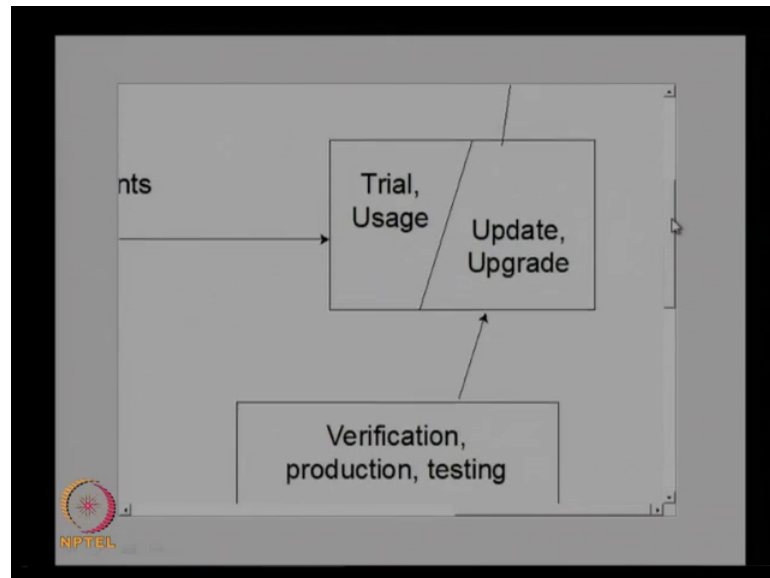 nts
Trial,
Usage
Update,
Upgrade
Verification,
production, testing
NPTEL